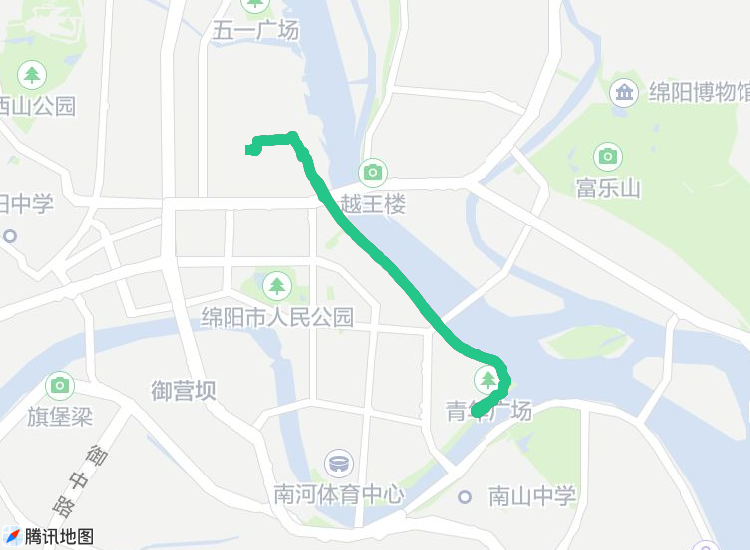 五一广场
西山公园
绵阳博物馆
富乐山
阳中学
越王楼
绵阳市人民公园
御营坝
旗堡梁
青年广场
御中路
南河体育中心
南山中学
腾讯地图